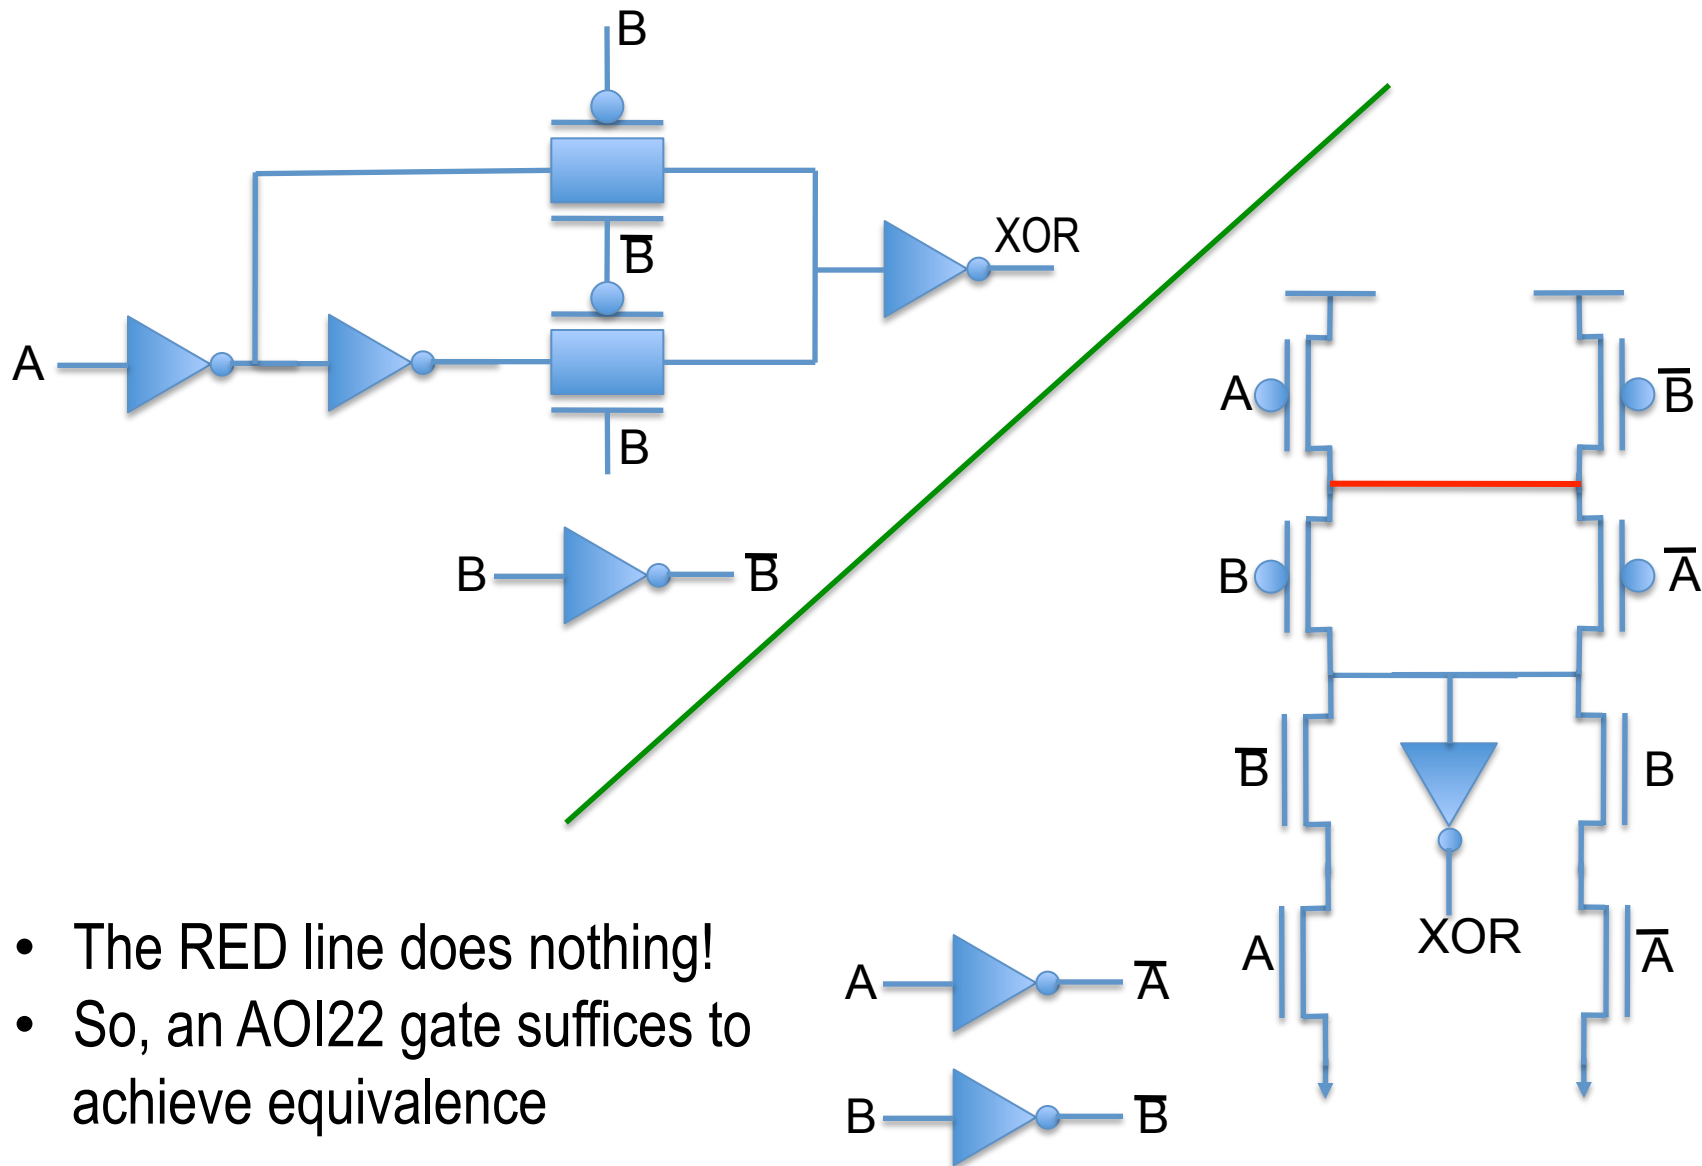 B
B̅
XOR
A
B
B B̅
A B̅
B A̅
B̅ B
XOR
A A̅
• The RED line does nothing!
• So, an AOI22 gate suffices to
achieve equivalence
A A̅
B B̅